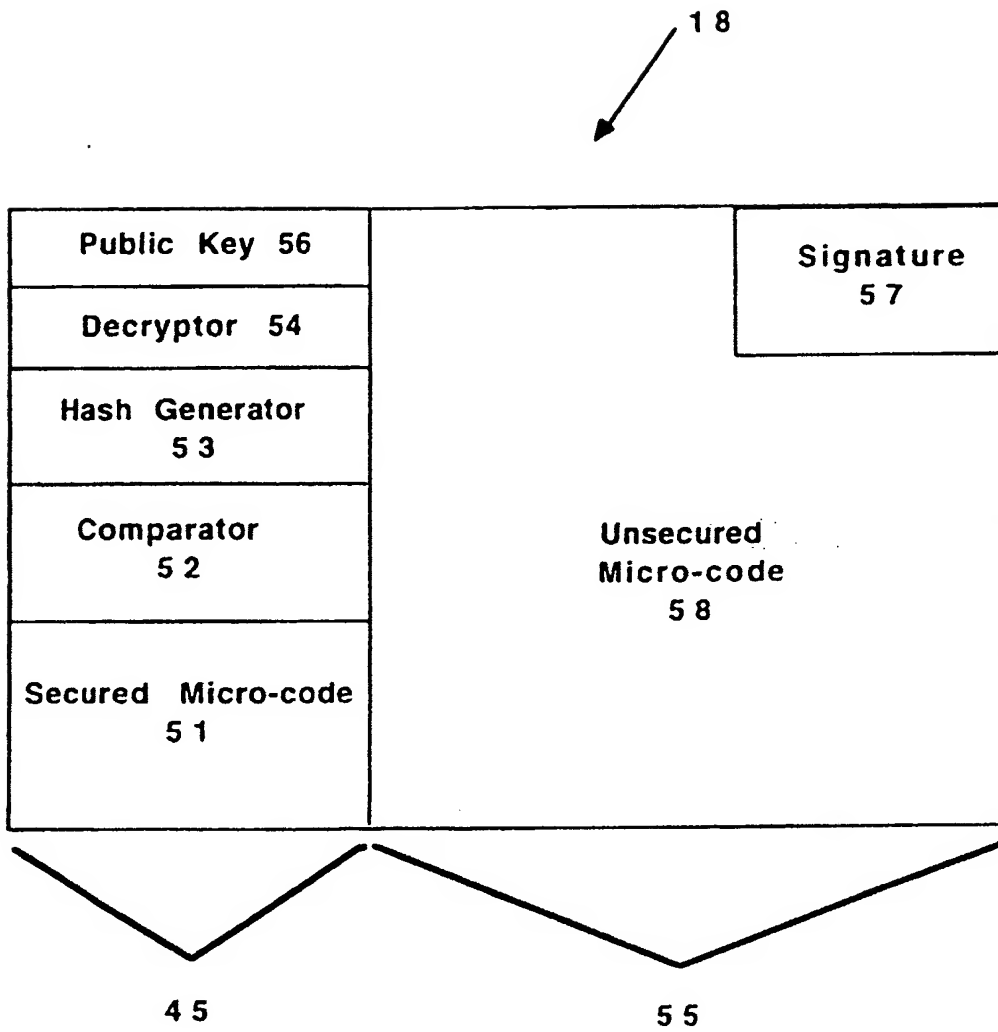 18
Public Key 56
Decryptor 54
Hash Generator
53
Comparator
52
Secured Micro-code
51
Signature
57
Unsecured
Micro-code
58
45
55